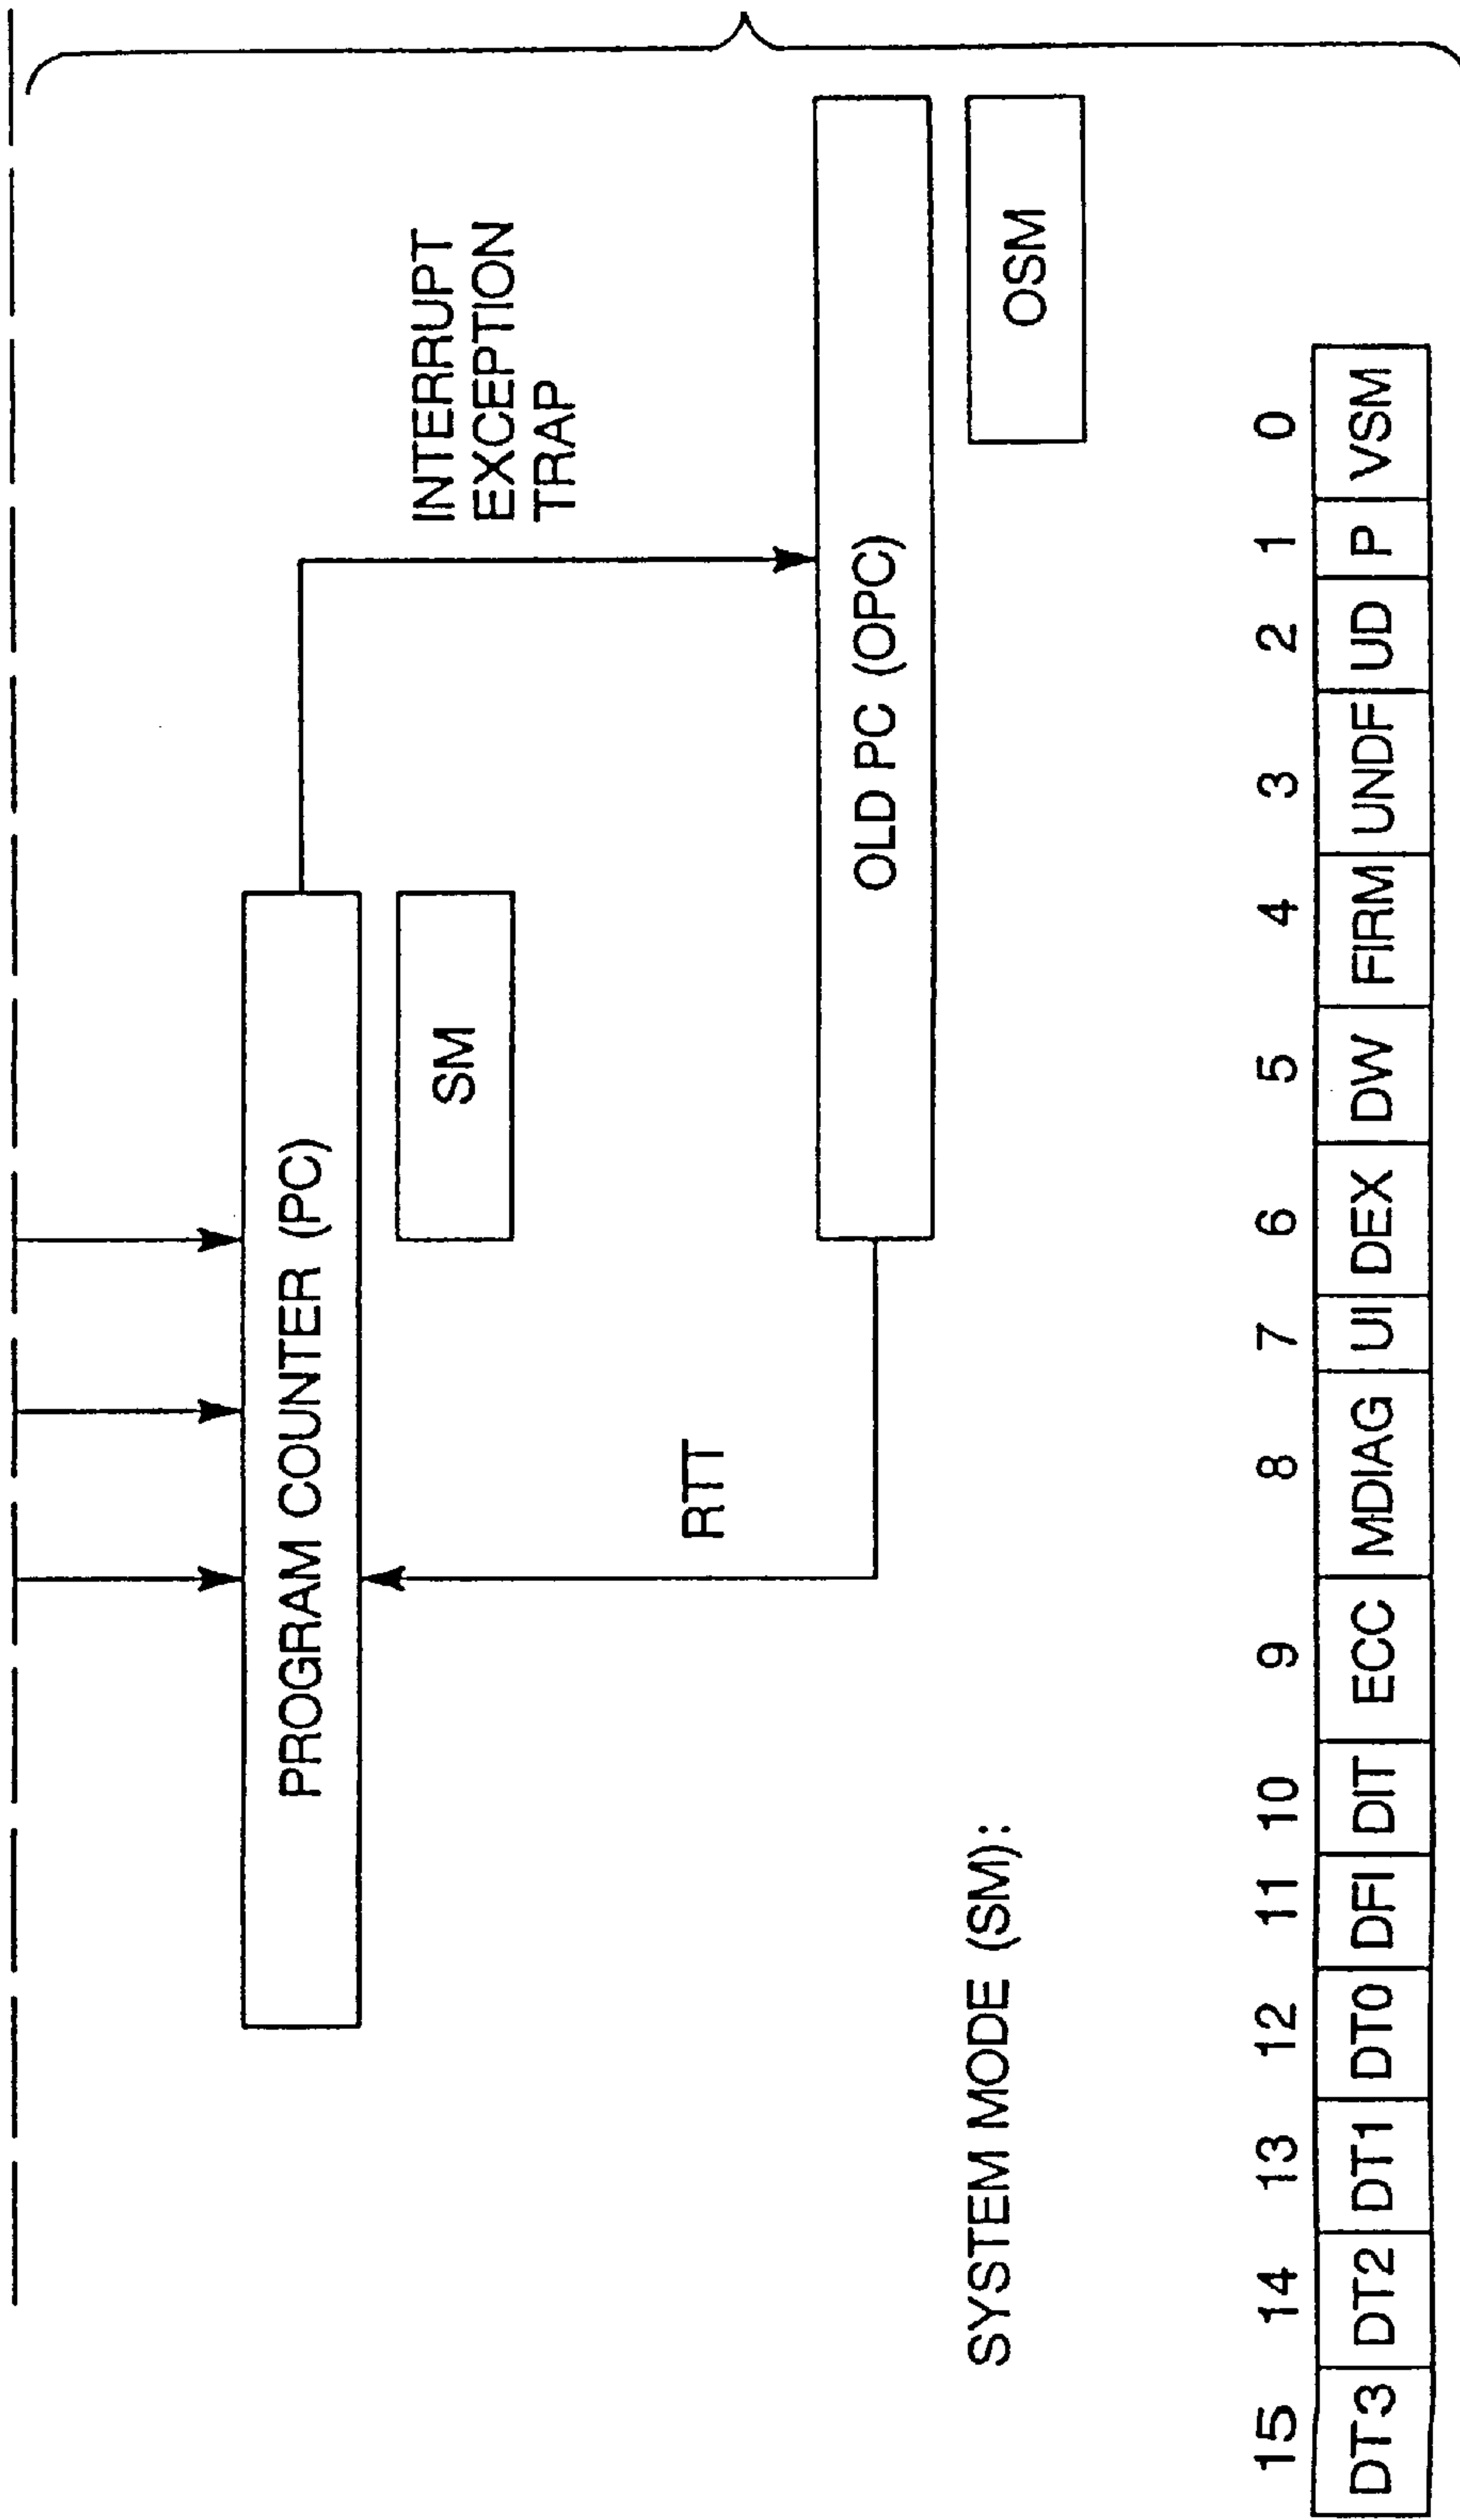 PROGRAM COUNTER (PC)
SM
INTERRUPT
EXCEPTION
TRAP
RTT
OLD PC (OPC)
OSM
SYSTEM MODE (SM):
15 14 13 12 11 10 9 8 7 6 5 4 3 2 1 0
DT3 DT2 DT1 DT0 DFI DIT ECC MDIAG UI DEX DW FIRM UNDF UD P VSM